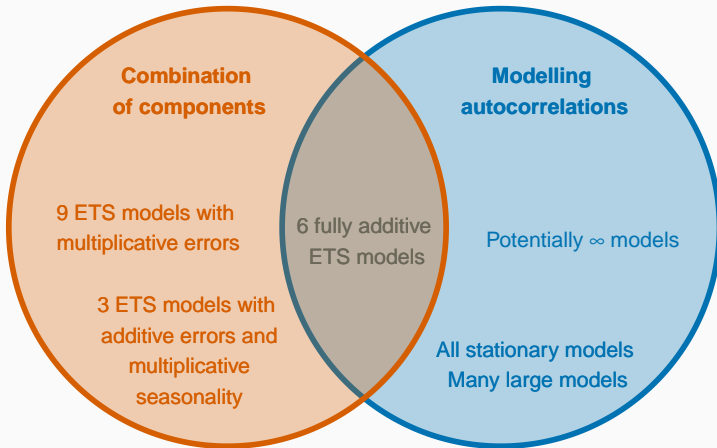 Combination
of components
9 ETS models with
multiplicative errors
3 ETS models with
additive errors and
multiplicative
seasonality
6 fully additive
ETS models
Modelling
autocorrelations
Potentially ∞ models
All stationary models
Many large models